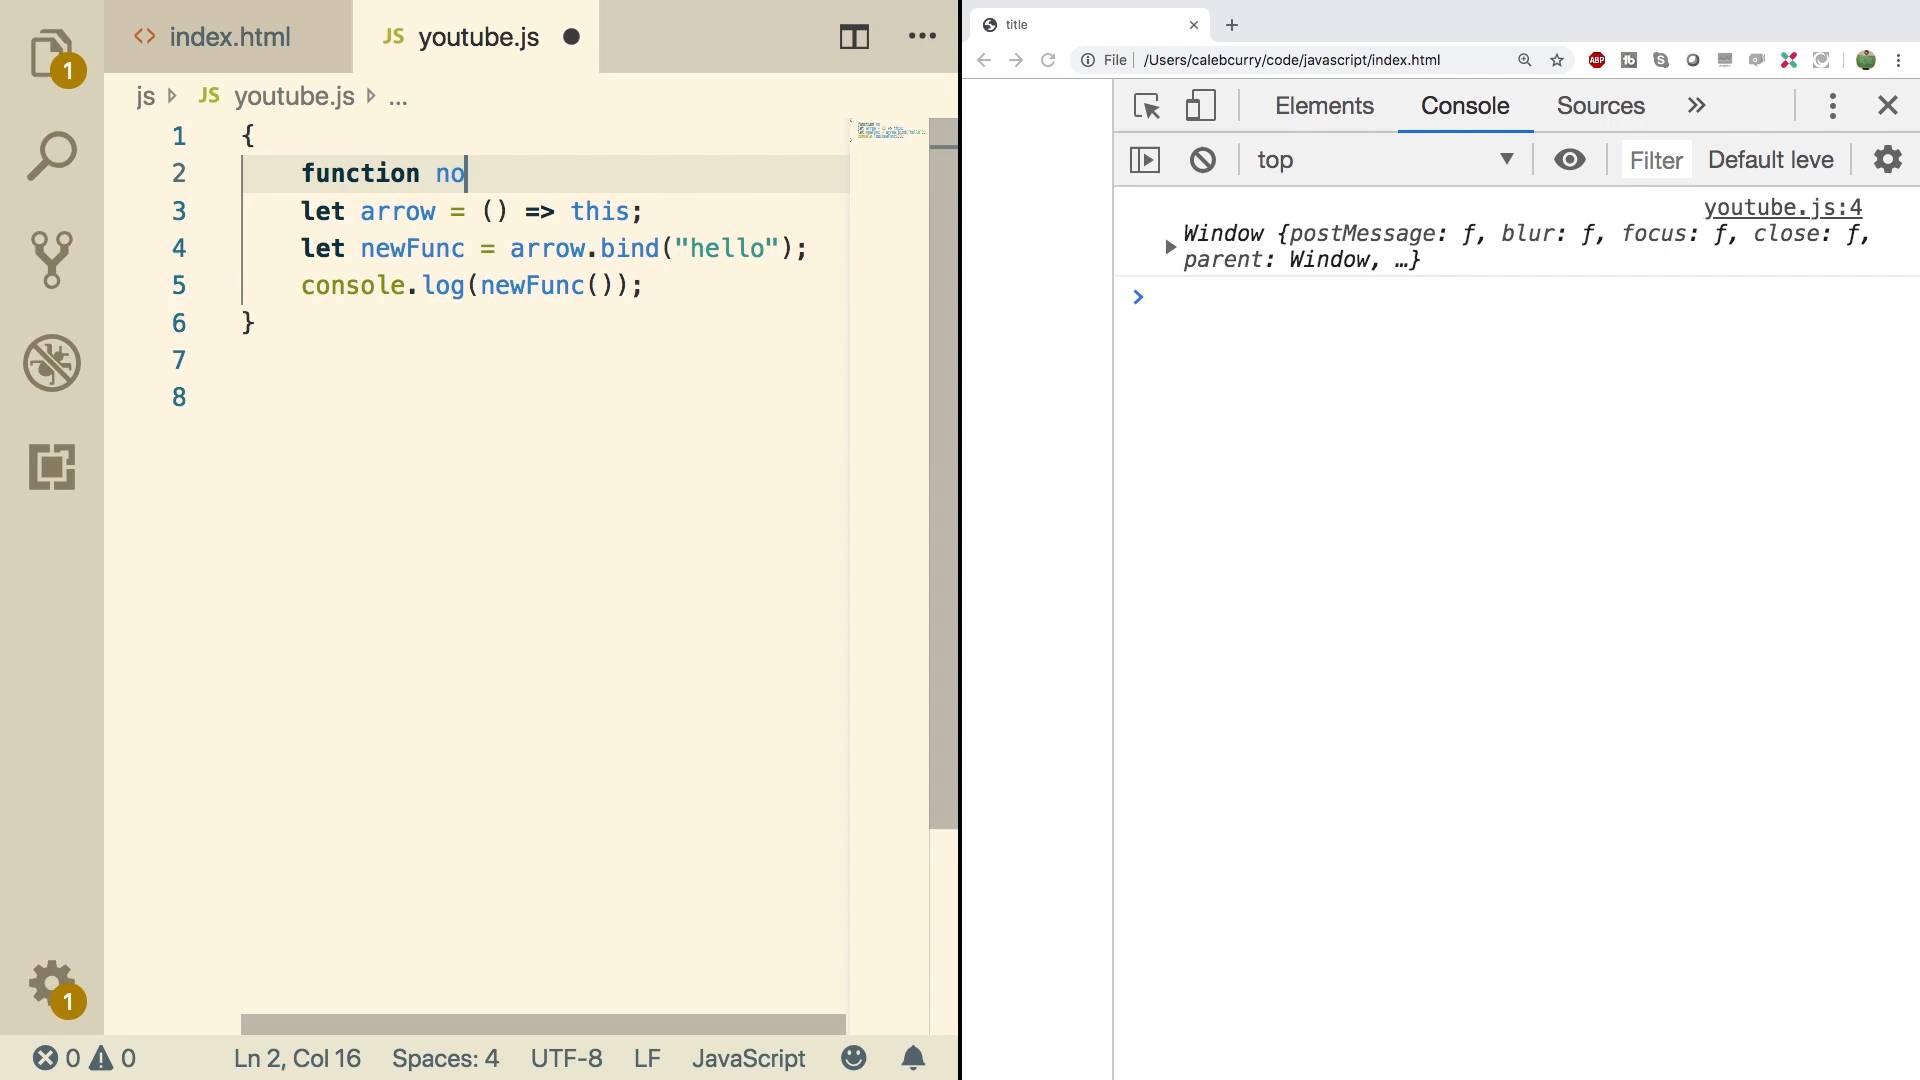 index.html
JS youtube.js
js JS youtube.js ...
1 {
2 function no
3 let arrow = () => this;
4 let newFunc = arrow.bind("hello");
5 console.log(newFunc());
6 }
7
8
1
1
0 0 Ln 2, Col 16 Spaces: 4 UTF-8 LF JavaScript
title
File /Users/calebcurry/code/javascript/index.html ABP
Elements Console Sources
top Filter Default leve
youtube.js:4
Window {postMessage: ƒ, blur: ƒ, focus: ƒ, close: ƒ,
parent: Window, …}